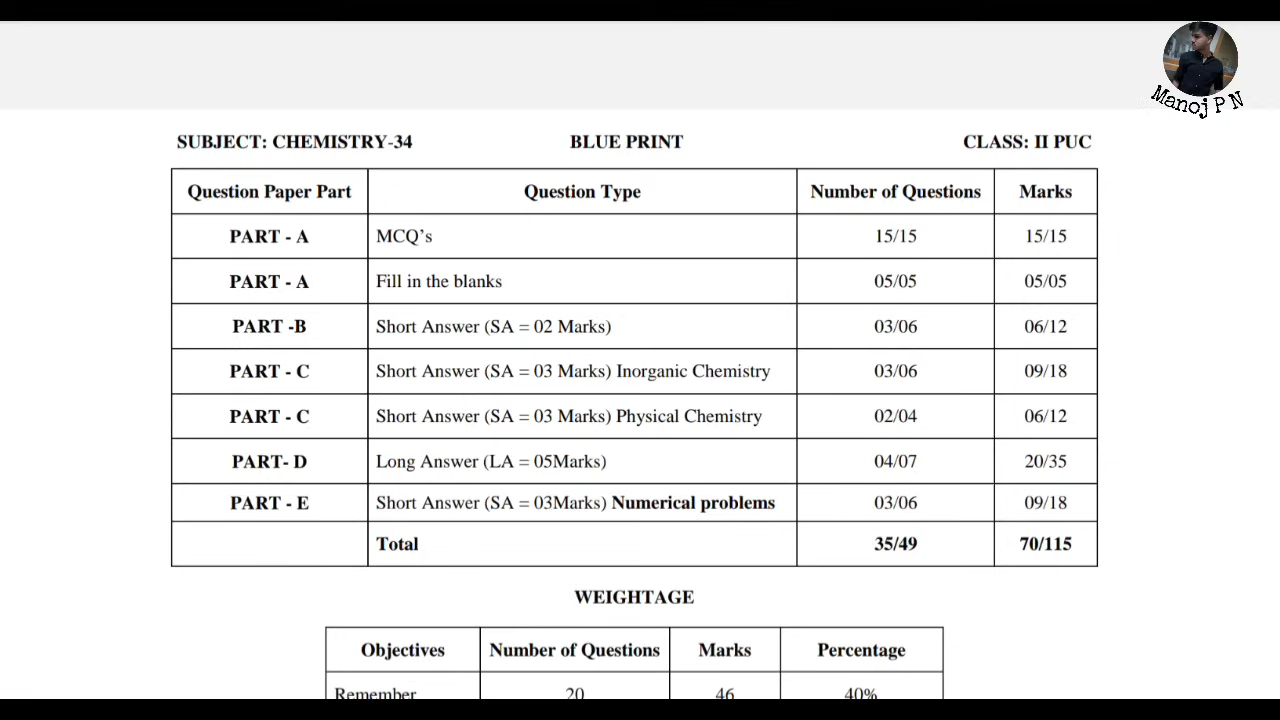 Manoj P N
SUBJECT: CHEMISTRY-34 BLUE PRINT CLASS: II PUC
Question Paper Part Question Type Number of Questions Marks
PART - A MCQ’s 15/15 15/15
PART - A Fill in the blanks 05/05 05/05
PART -B Short Answer (SA = 02 Marks) 03/06 06/12
PART - C Short Answer (SA = 03 Marks) Inorganic Chemistry 03/06 09/18
PART - C Short Answer (SA = 03 Marks) Physical Chemistry 02/04 06/12
PART- D Long Answer (LA = 05Marks) 04/07 20/35
PART - E Short Answer (SA = 03Marks) Numerical problems 03/06 09/18
Total 35/49 70/115
WEIGHTAGE
Objectives Number of Questions Marks Percentage
Remember 20 46 40%